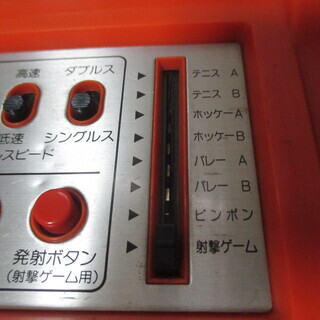 高速 ダブルス
低速 シングルス
スピード
発射ボタン
(射撃ゲーム用)
テニス A
テニス B
ホッケーA
ホッケーB
バレー A
バレー B
ピンポン
射撃ゲーム